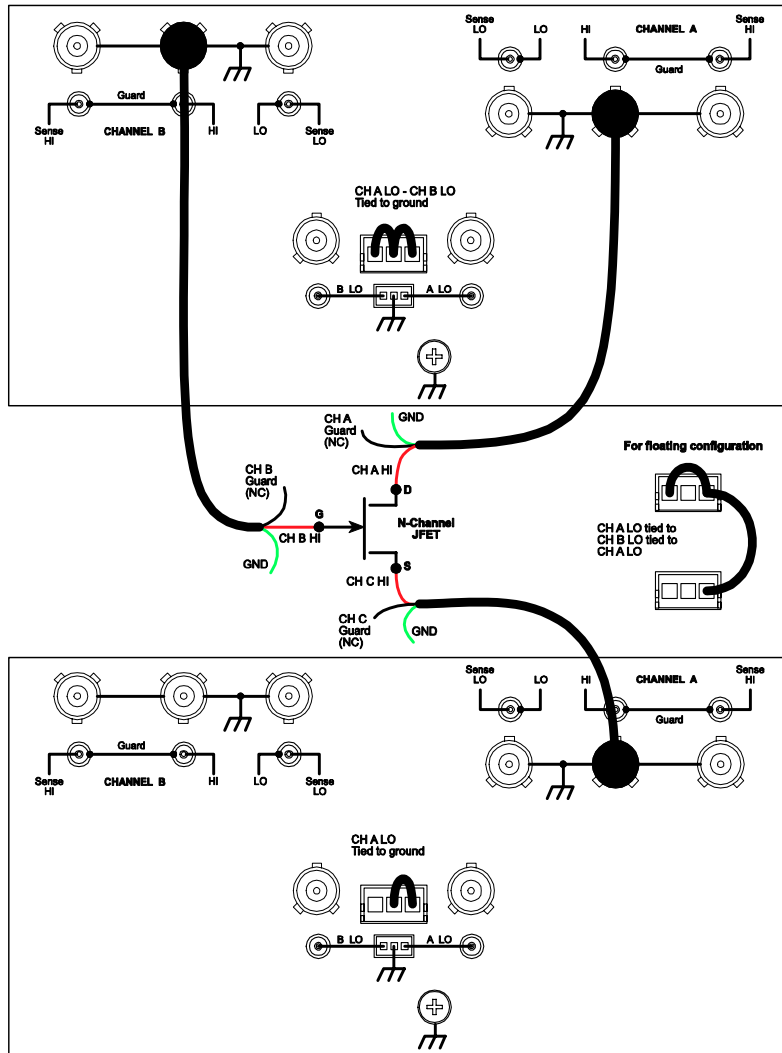 Sense
LO
LO
HI
CHANNEL A
Sense
HI
Guard
Guard
Sense
HI
CHANNEL B
HI
LO
Sense
LO
CH A LO - CH B LO
Tied to ground
B LO
A LO
CH A
Guard
(NC)
GND
CH A HI
For floating configuration
CH B
Guard
(NC)
G
D
N-Channel
JFET
CH B HI
GND
CH A LO tied to
CH B LO tied to
CH A LO
S
CH C HI
CH C
Guard
(NC)
GND
Sense
LO
LO
HI
CHANNEL A
Sense
HI
Guard
Guard
Sense
HI
CHANNEL B
HI
LO
Sense
LO
CH A LO
Tied to ground
B LO
A LO